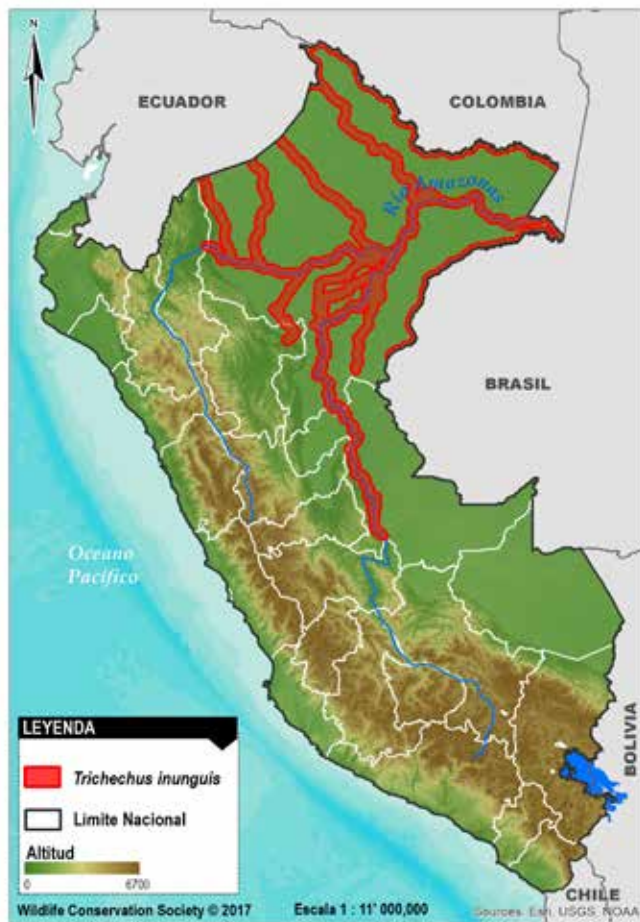 N
ECUADOR
COLOMBIA
Río Amazonas
BRASIL
Oceano
Pacífico
BOLIVIA
LEYENDA
Trichechus inunguis
Limite Nacional
Altitud
0
6700
CHILE
Wildlife Conservation Society © 2017
Escala 1 : 11' 000,000
Sources: Esri, USGS, NOAA